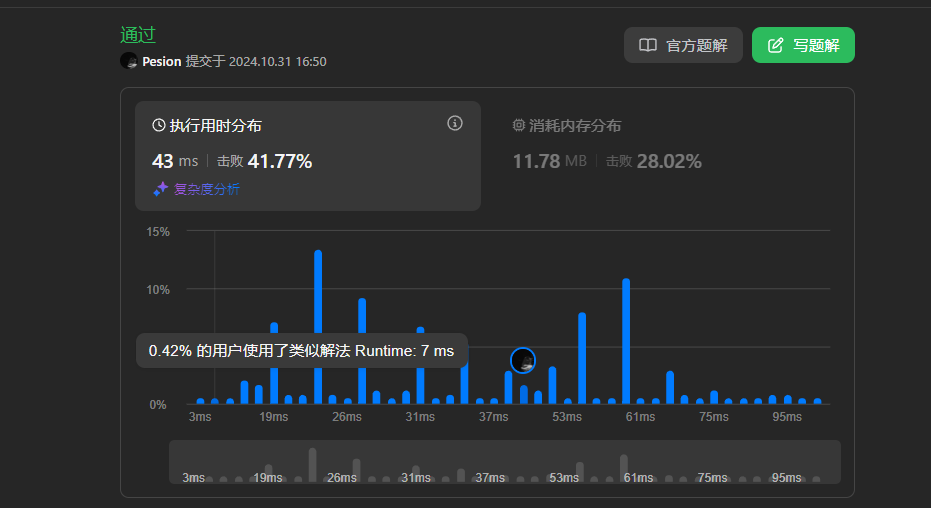 通过
Pesion 提交于 2024.10.31 16:50
官方题解
写题解
执行用时分布
43 ms 击败 41.77%
复杂度分析
消耗内存分布
11.78 MB 击败 28.02%
15%
10%
0%
0.42% 的用户使用了类似解法 Runtime: 7 ms
3ms 19ms 26ms 31ms 37ms 53ms 61ms 75ms 95ms
3ms 19ms 26ms 31ms 37ms 53ms 61ms 75ms 95ms